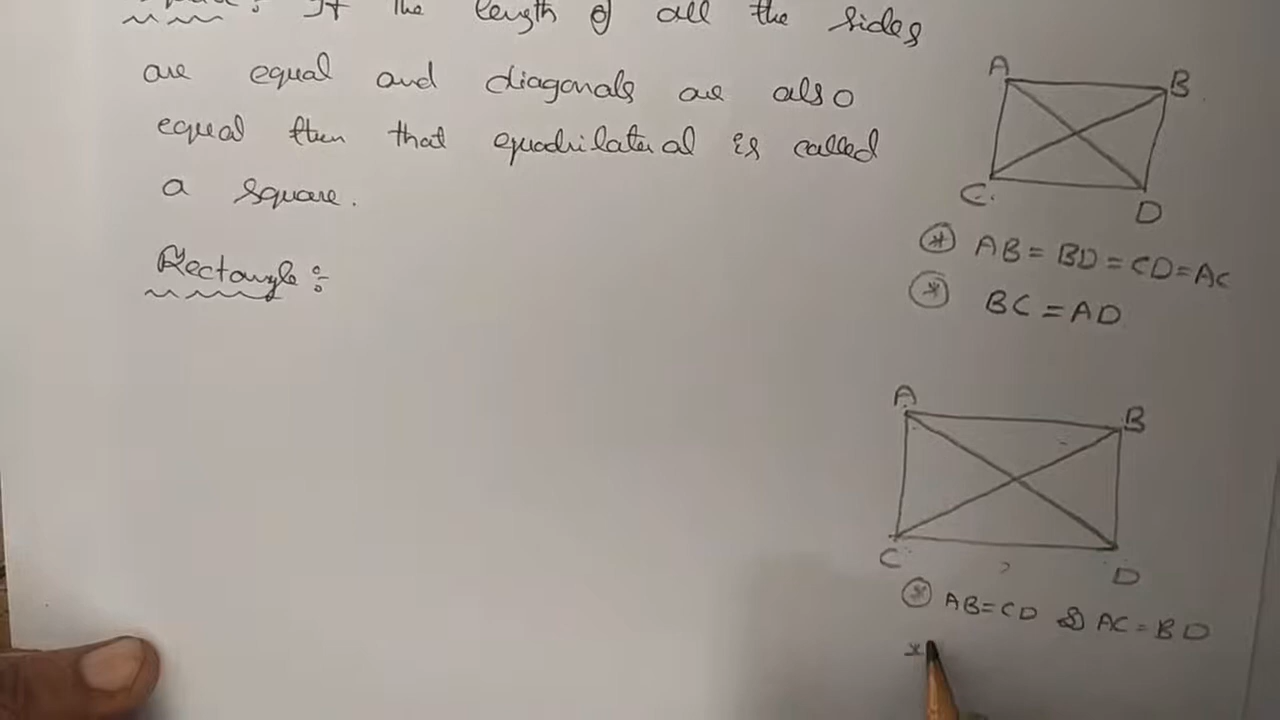 If the length of all the sides
are equal and diagonals are also
equal then that quadrilateral is called
a square.
Rectangle:
A
B
C
D
* AB = BD = CD = AC
* BC = AD
A
B
C
D
* AB = CD & AC = BD
*